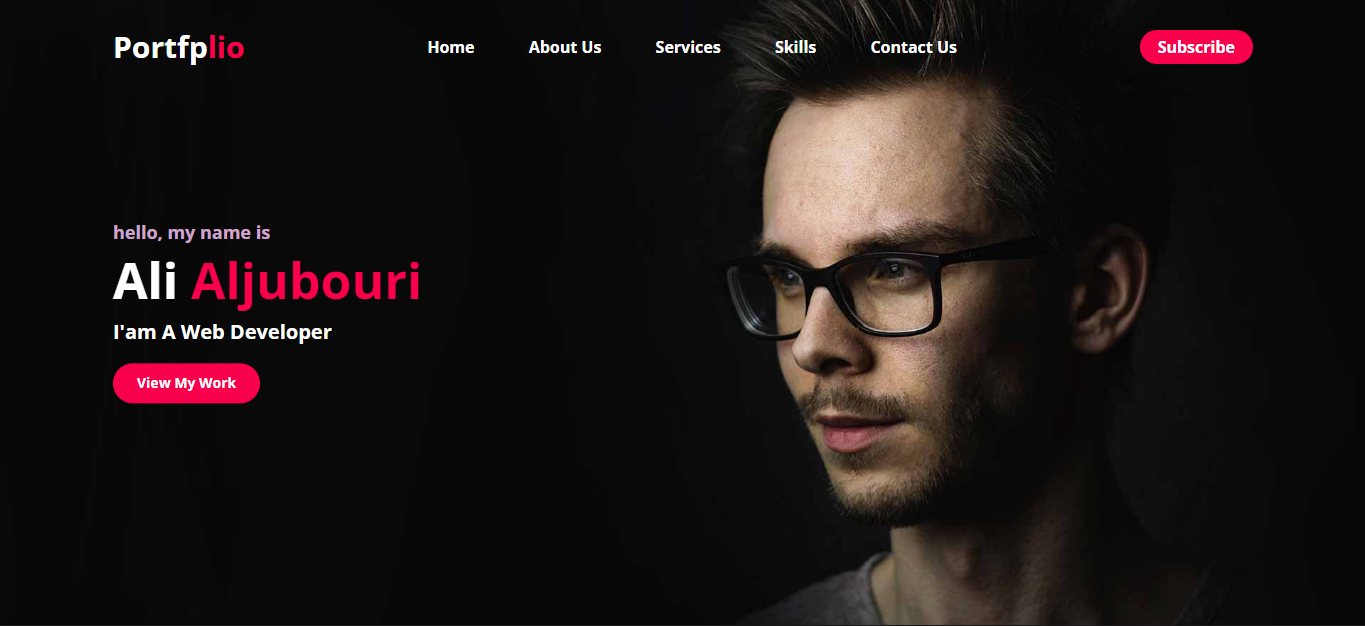 Portfplio
Home About Us Services Skills Contact Us
Subscribe
hello, my name is
Ali Aljubouri
I'am A Web Developer
View My Work